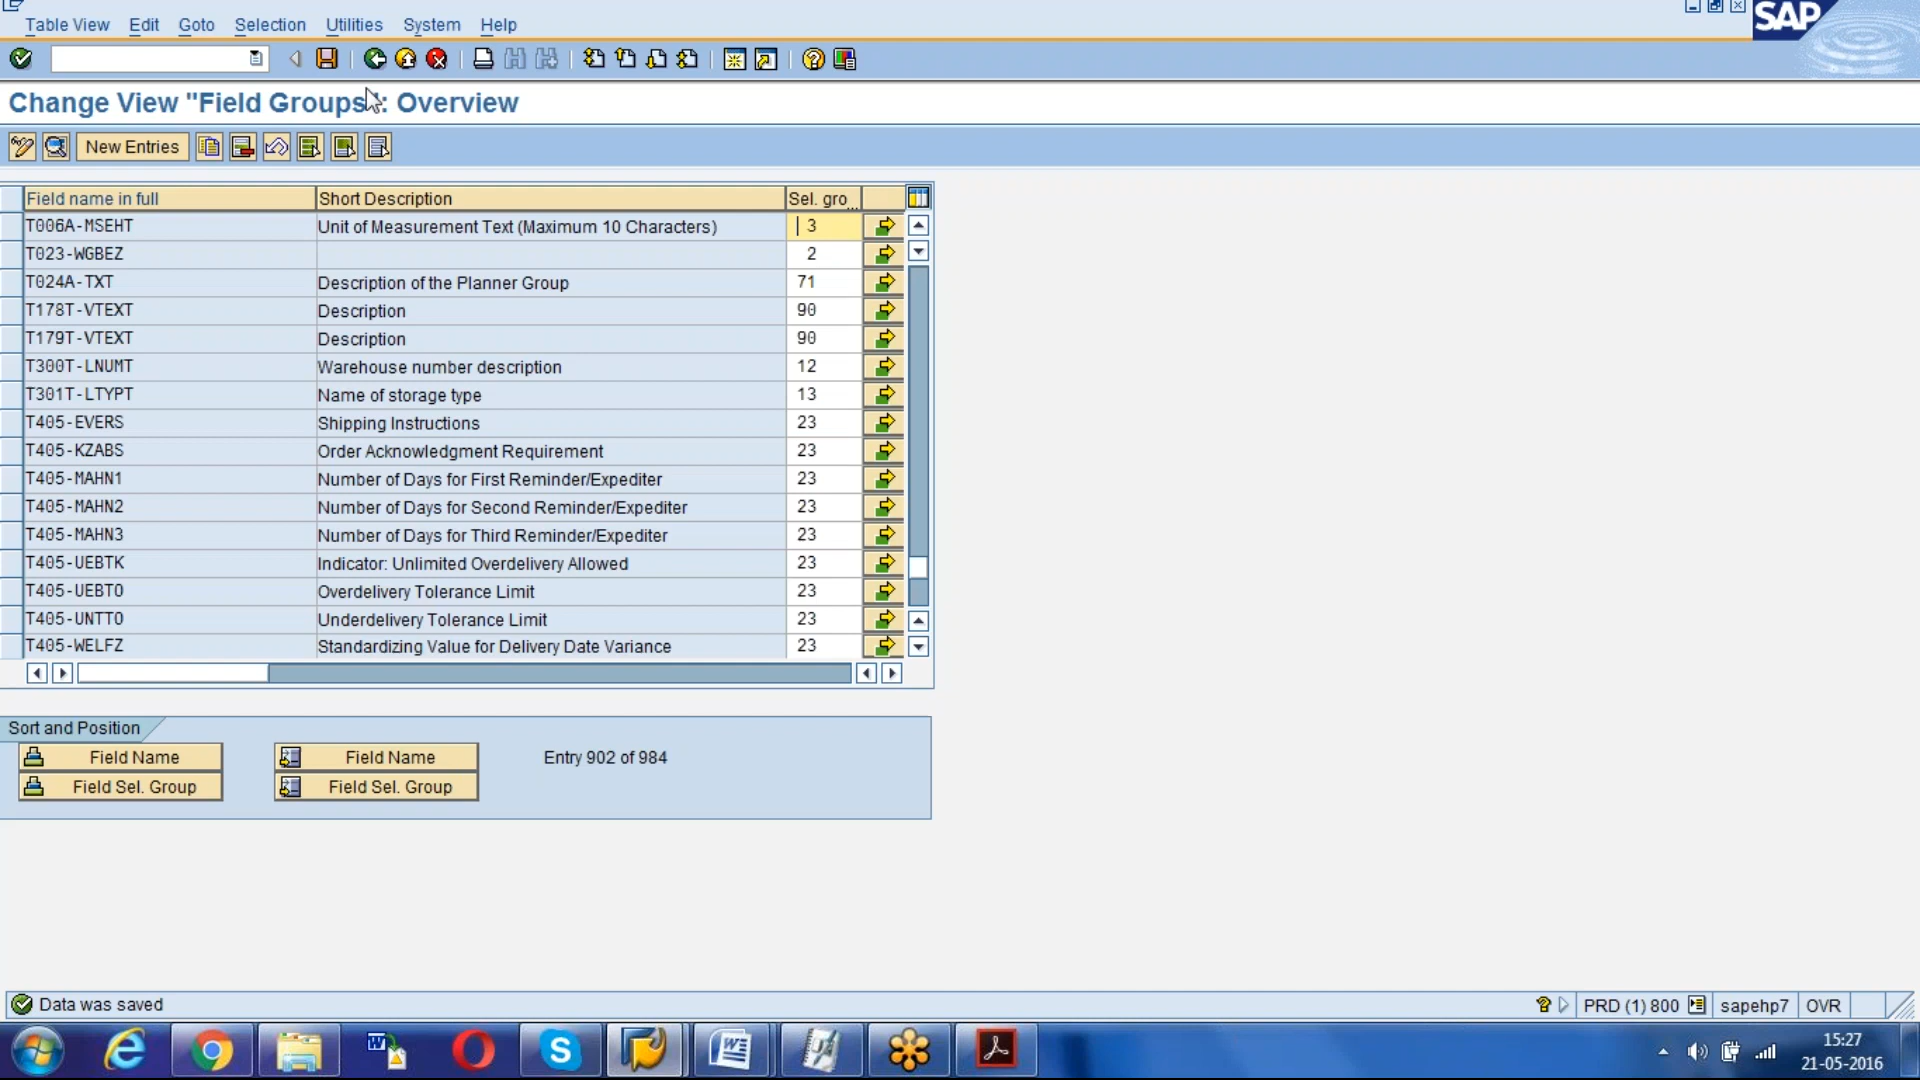 Table View Edit Goto Selection Utilities System Help
SAP
Change View "Field Groups": Overview
New Entries
Field name in full Short Description Sel. gro...
T006A-MSEHT Unit of Measurement Text (Maximum 10 Characters) 3
T023-WGBEZ 2
T024A-TXT Description of the Planner Group 71
T178T-VTEXT Description 90
T179T-VTEXT Description 90
T300T-LNUMT Warehouse number description 12
T301T-LTYPT Name of storage type 13
T405-EVERS Shipping Instructions 23
T405-KZABS Order Acknowledgment Requirement 23
T405-MAHN1 Number of Days for First Reminder/Expediter 23
T405-MAHN2 Number of Days for Second Reminder/Expediter 23
T405-MAHN3 Number of Days for Third Reminder/Expediter 23
T405-UEBTK Indicator: Unlimited Overdelivery Allowed 23
T405-UEBTO Overdelivery Tolerance Limit 23
T405-UNTTO Underdelivery Tolerance Limit 23
T405-WELFZ Standardizing Value for Delivery Date Variance 23
Sort and Position
Field Name Field Name Entry 902 of 984
Field Sel. Group Field Sel. Group
Data was saved PRD (1) 800 sapehp7 OVR
15:27
21-05-2016